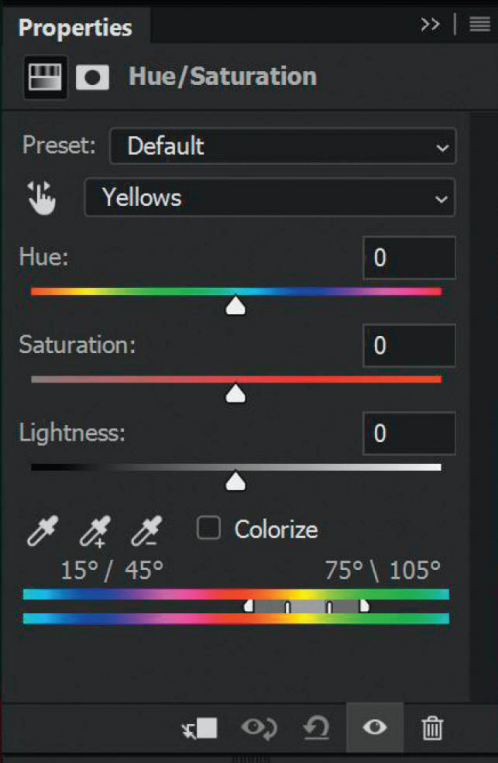 Properties
Hue/Saturation
Preset: Default
Yellows
Hue: 0
Saturation: 0
Lightness: 0
Colorize
15°/ 45° 75°\ 105°